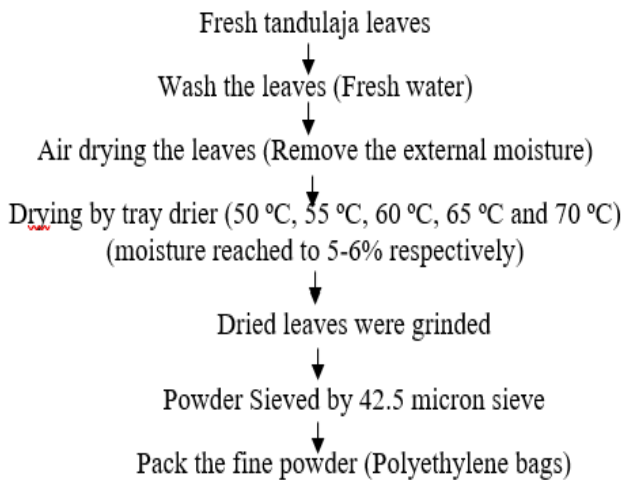 Fresh tandulaja leaves
Wash the leaves (Fresh water)
Air drying the leaves (Remove the external moisture)
Drying by tray drier (50 ºC, 55 ºC, 60 ºC, 65 ºC and 70 ºC)
(moisture reached to 5-6% respectively)
Dried leaves were grinded
Powder Sieved by 42.5 micron sieve
Pack the fine powder (Polyethylene bags)